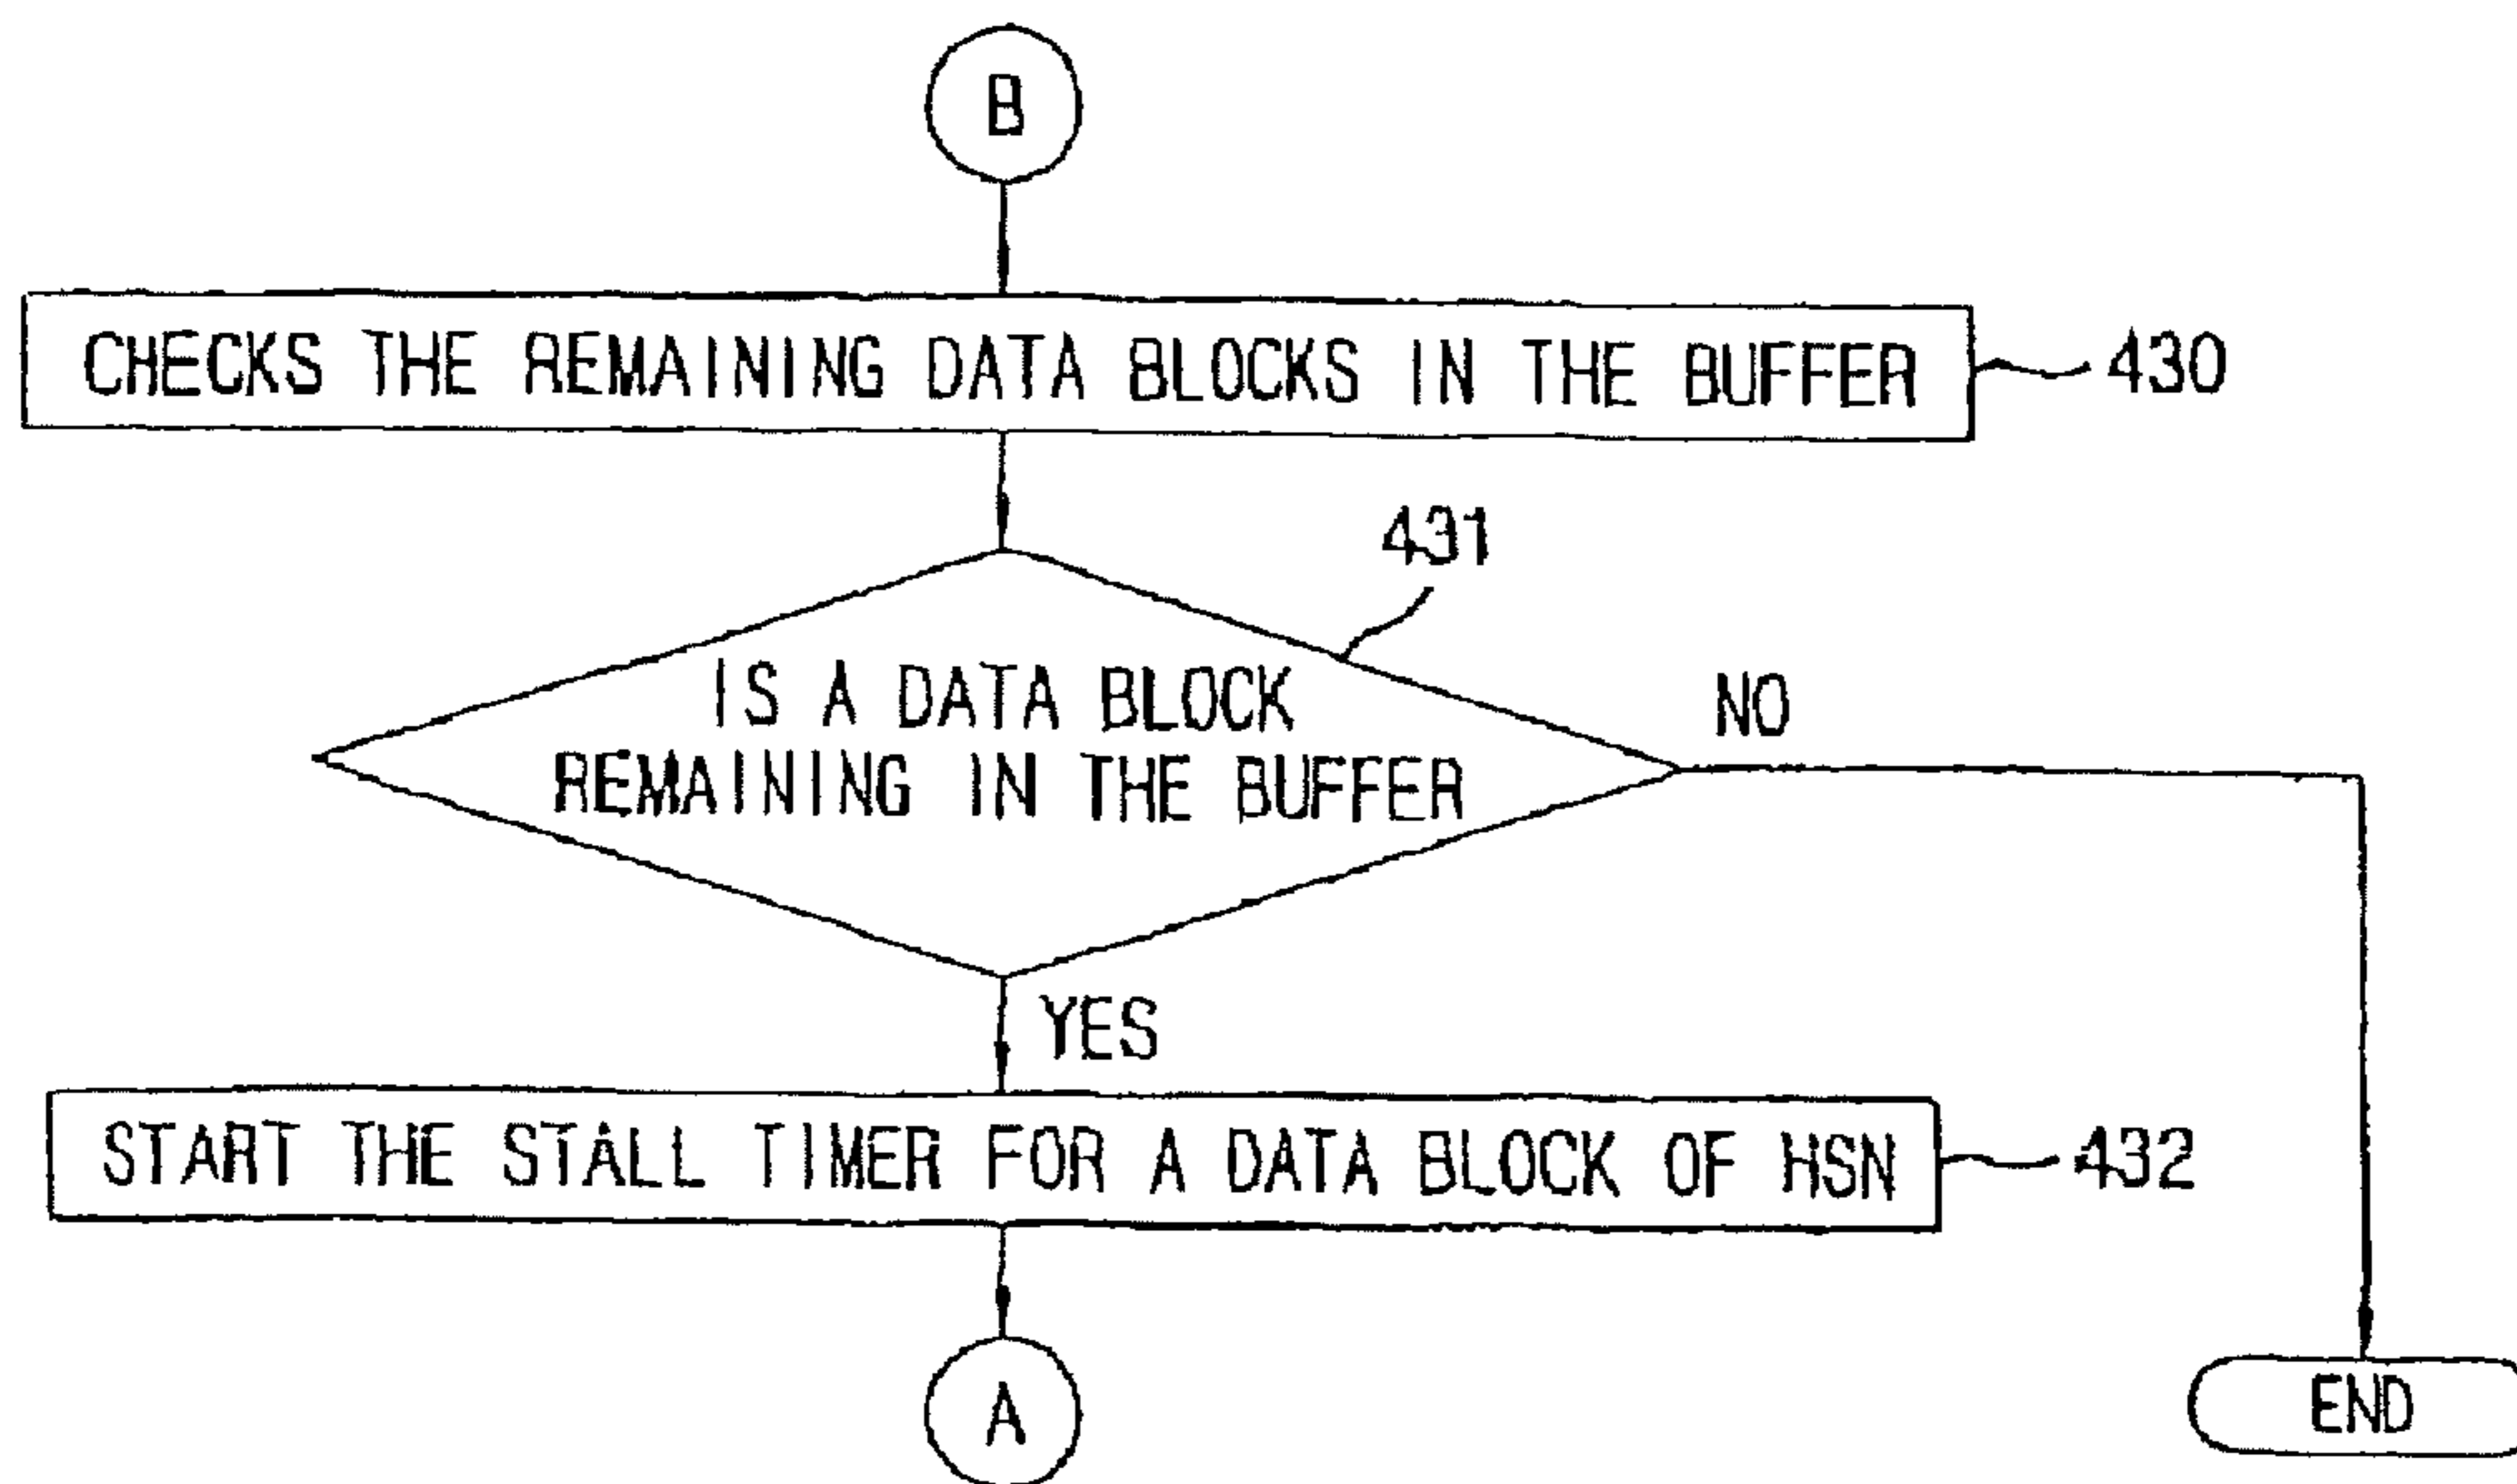 B
CHECKS THE REMAINING DATA BLOCKS IN THE BUFFER
430
431
IS A DATA BLOCK
REMAINING IN THE BUFFER
NO
YES
START THE STALL TIMER FOR A DATA BLOCK OF HSN
432
A
END